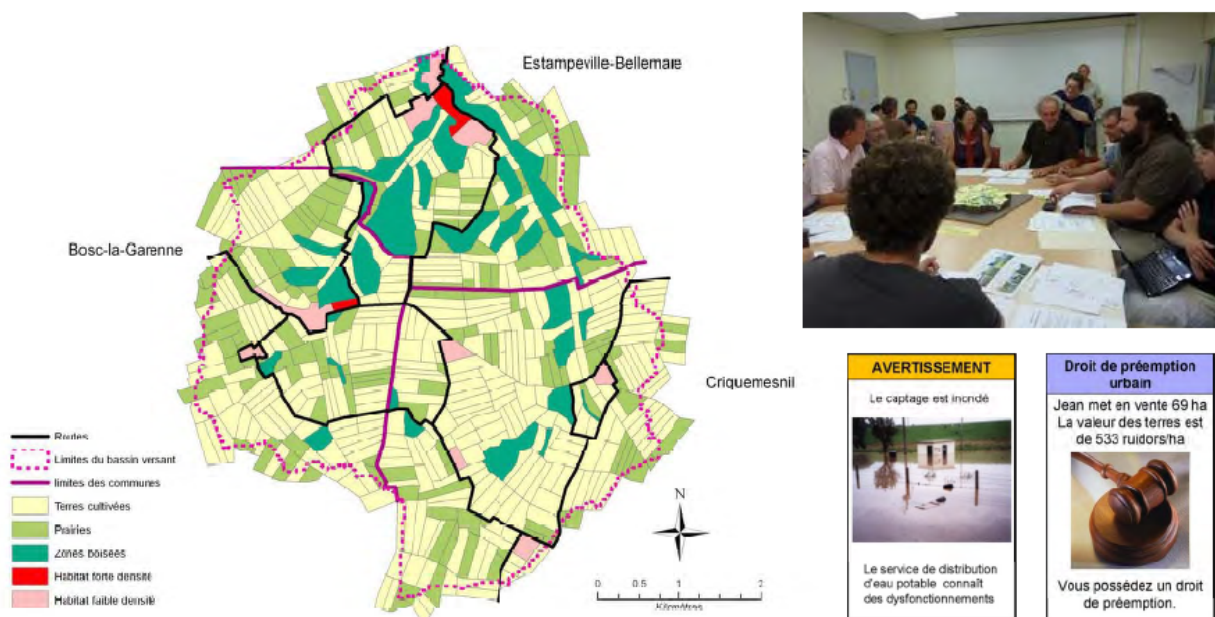 Estampeville-Bellemare
Bosc-la-Garenne
Criquemesnil
Routes
Limites du bassin versant
limites des communes
Terres cultivées
Prairies
Zones boisées
Habitat forte densité
Habitat faible densité
N
0 0.5 1 2
Kilomètres
AVERTISSEMENT
Le captage est inondé
Le service de distribution
d'eau potable connaît
des dysfonctionnements
Droit de préemption
urbain
Jean met en vente 69 ha
La valeur des terres est
de 533 ruidors/ha
Vous possédez un droit
de préemption.